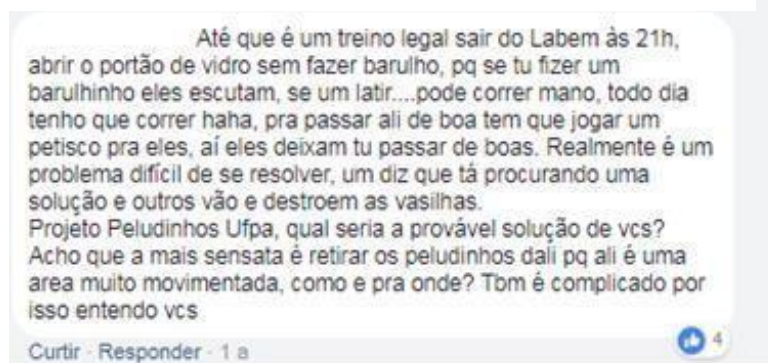 Até que é um treino legal sair do Labem às 21h,
abrir o portão de vidro sem fazer barulho, pq se tu fizer um
barulhinho eles escutam, se um latir....pode correr mano, todo dia
tenho que correr haha, pra passar ali de boa tem que jogar um
petisco pra eles, aí eles deixam tu passar de boas. Realmente é um
problema difícil de se resolver, um diz que tá procurando uma
solução e outros vão e destroem as vasilhas.
Projeto Peludinhos Ufpa, qual seria a provável solução de vcs?
Acho que a mais sensata é retirar os peludinhos dali pq ali é uma
area muito movimentada, como e pra onde? Tbm é complicado por
isso entendo vcs
Curtir · Responder · 1 a
4